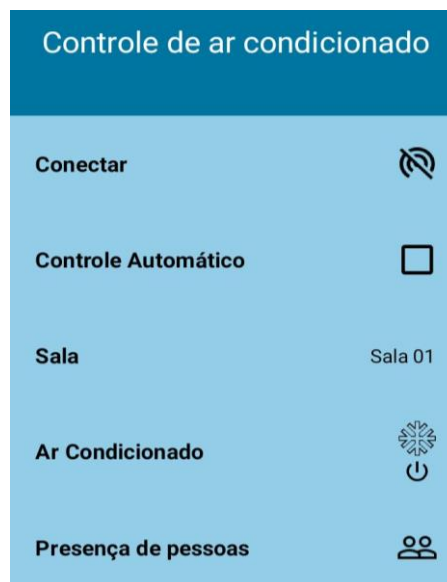 Controle de ar condicionado
Conectar
Controle Automático
Sala Sala 01
Ar Condicionado
Presença de pessoas